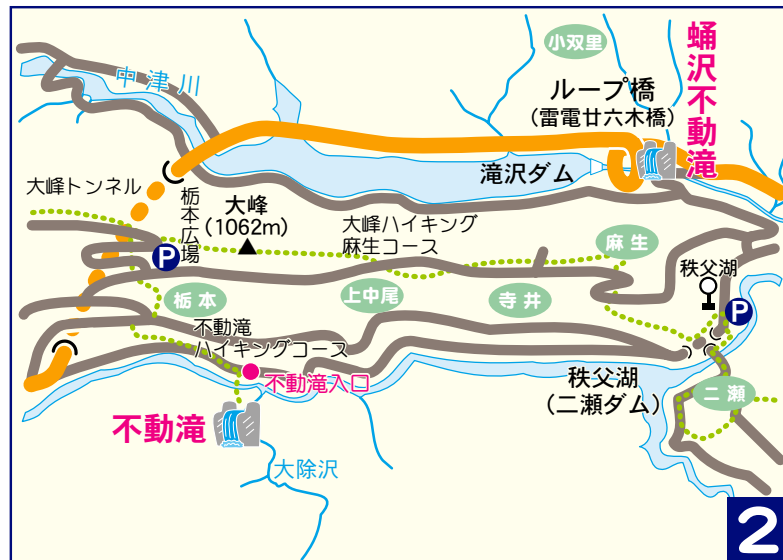 小双里
蛹沢不動滝
中津川
ループ橋
(雷電廿六木橋)
滝沢ダム
大峰トンネル
栃本広場
大峰
(1062m)
大峰ハイキング
麻生コース
麻生
秩父湖
P
P
栃本
上中尾
寺井
不動滝
ハイキングコース
不動滝入口
秩父湖
(二瀬ダム)
二瀬
不動滝
大除沢
2